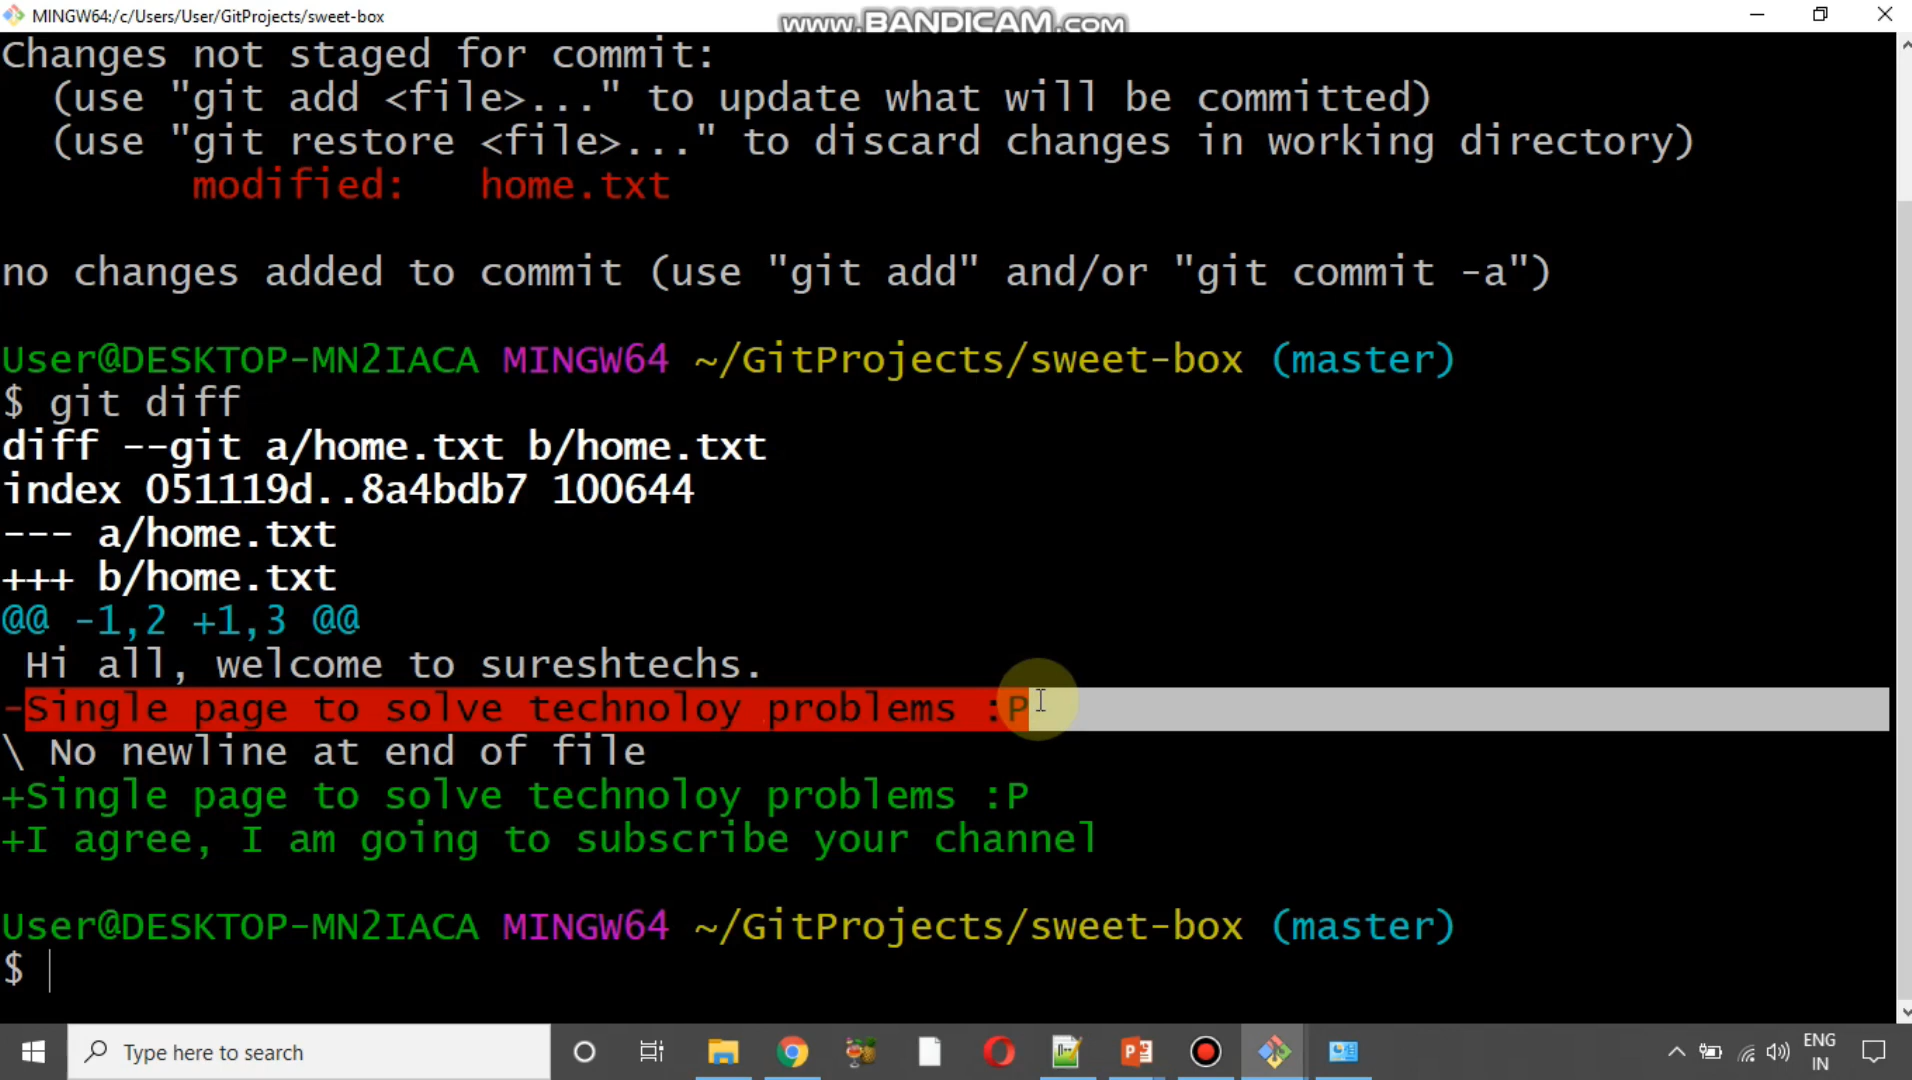 MINGW64:/c/Users/User/GitProjects/sweet-box
www.BANDICAM.com
Changes not staged for commit:
  (use "git add <file>..." to update what will be committed)
  (use "git restore <file>..." to discard changes in working directory)
        modified:   home.txt
no changes added to commit (use "git add" and/or "git commit -a")
User@DESKTOP-MN2IACA MINGW64 ~/GitProjects/sweet-box (master)
$ git diff
diff --git a/home.txt b/home.txt
index 051119d..8a4bdb7 100644
--- a/home.txt
+++ b/home.txt
@@ -1,2 +1,3 @@
 Hi all, welcome to sureshtechs.
-Single page to solve technoloy problems :P
\ No newline at end of file
+Single page to solve technoloy problems :P
+I agree, I am going to subscribe your channel
User@DESKTOP-MN2IACA MINGW64 ~/GitProjects/sweet-box (master)
$
Type here to search
ENG
IN